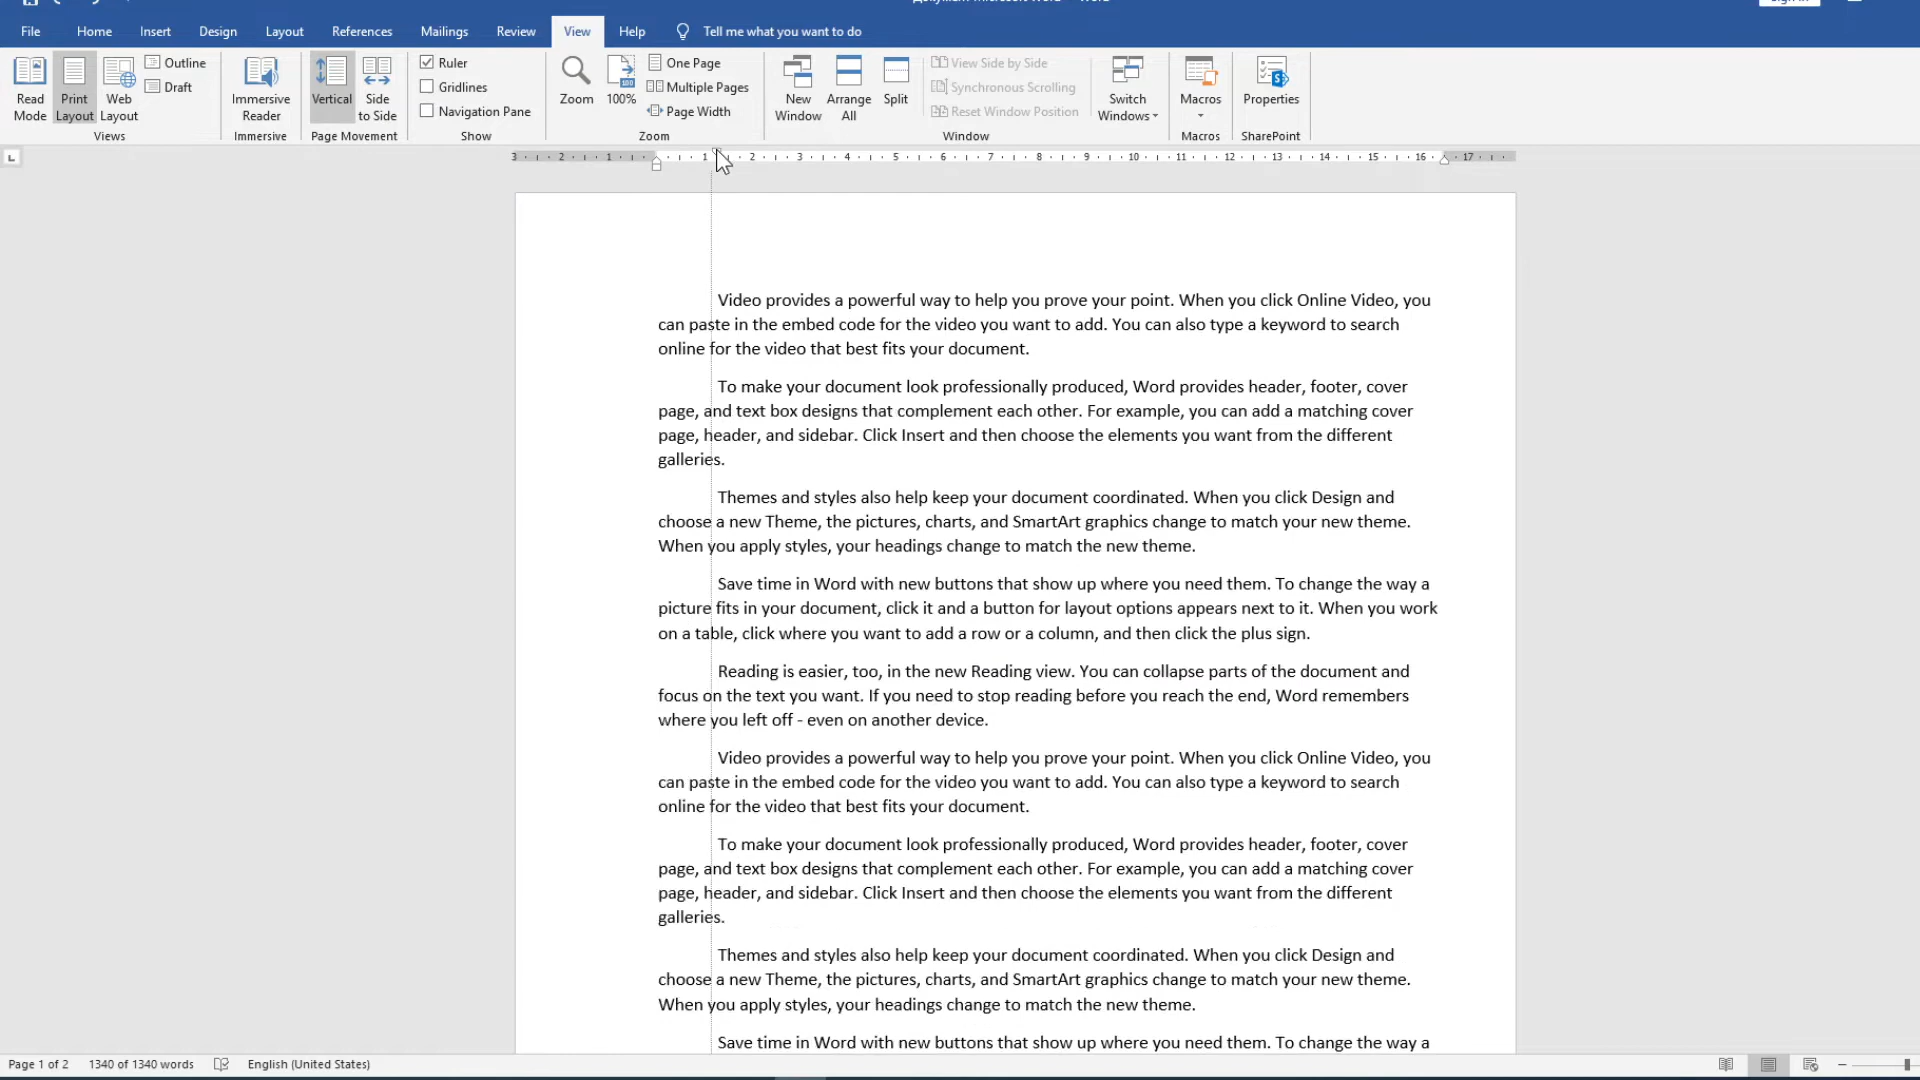 File Home Insert Design Layout References Mailings Review View Help Tell me what you want to do
Read Mode
Print Layout
Web Layout
Outline
Draft
Views
Immersive Reader
Immersive
Vertical
Side to Side
Page Movement
Ruler
Gridlines
Navigation Pane
Show
Zoom
100%
One Page
Multiple Pages
Page Width
Zoom
New Window
Arrange All
Split
View Side by Side
Synchronous Scrolling
Reset Window Position
Switch Windows
Window
Macros
Macros
Properties
SharePoint
3 2 1 1 2 3 4 5 6 7 8 9 10 11 12 13 14 15 16 17
Video provides a powerful way to help you prove your point. When you click Online Video, you
can paste in the embed code for the video you want to add. You can also type a keyword to search
online for the video that best fits your document.
To make your document look professionally produced, Word provides header, footer, cover
page, and text box designs that complement each other. For example, you can add a matching cover
page, header, and sidebar. Click Insert and then choose the elements you want from the different
galleries.
Themes and styles also help keep your document coordinated. When you click Design and
choose a new Theme, the pictures, charts, and SmartArt graphics change to match your new theme.
When you apply styles, your headings change to match the new theme.
Save time in Word with new buttons that show up where you need them. To change the way a
picture fits in your document, click it and a button for layout options appears next to it. When you work
on a table, click where you want to add a row or a column, and then click the plus sign.
Reading is easier, too, in the new Reading view. You can collapse parts of the document and
focus on the text you want. If you need to stop reading before you reach the end, Word remembers
where you left off - even on another device.
Video provides a powerful way to help you prove your point. When you click Online Video, you
can paste in the embed code for the video you want to add. You can also type a keyword to search
online for the video that best fits your document.
To make your document look professionally produced, Word provides header, footer, cover
page, and text box designs that complement each other. For example, you can add a matching cover
page, header, and sidebar. Click Insert and then choose the elements you want from the different
galleries.
Themes and styles also help keep your document coordinated. When you click Design and
choose a new Theme, the pictures, charts, and SmartArt graphics change to match your new theme.
When you apply styles, your headings change to match the new theme.
Save time in Word with new buttons that show up where you need them. To change the way a
Page 1 of 2 1340 of 1340 words English (United States)